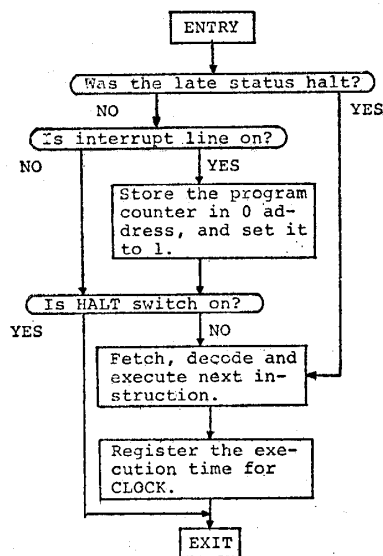 ENTRY
Was the late status halt?
NO
YES
Is interrupt line on?
NO
YES
Store the program
counter in 0 ad-
dress, and set it
to 1.
Is HALT switch on?
YES
NO
Fetch, decode and
execute next in-
struction.
Register the exe-
cution time for
CLOCK.
EXIT